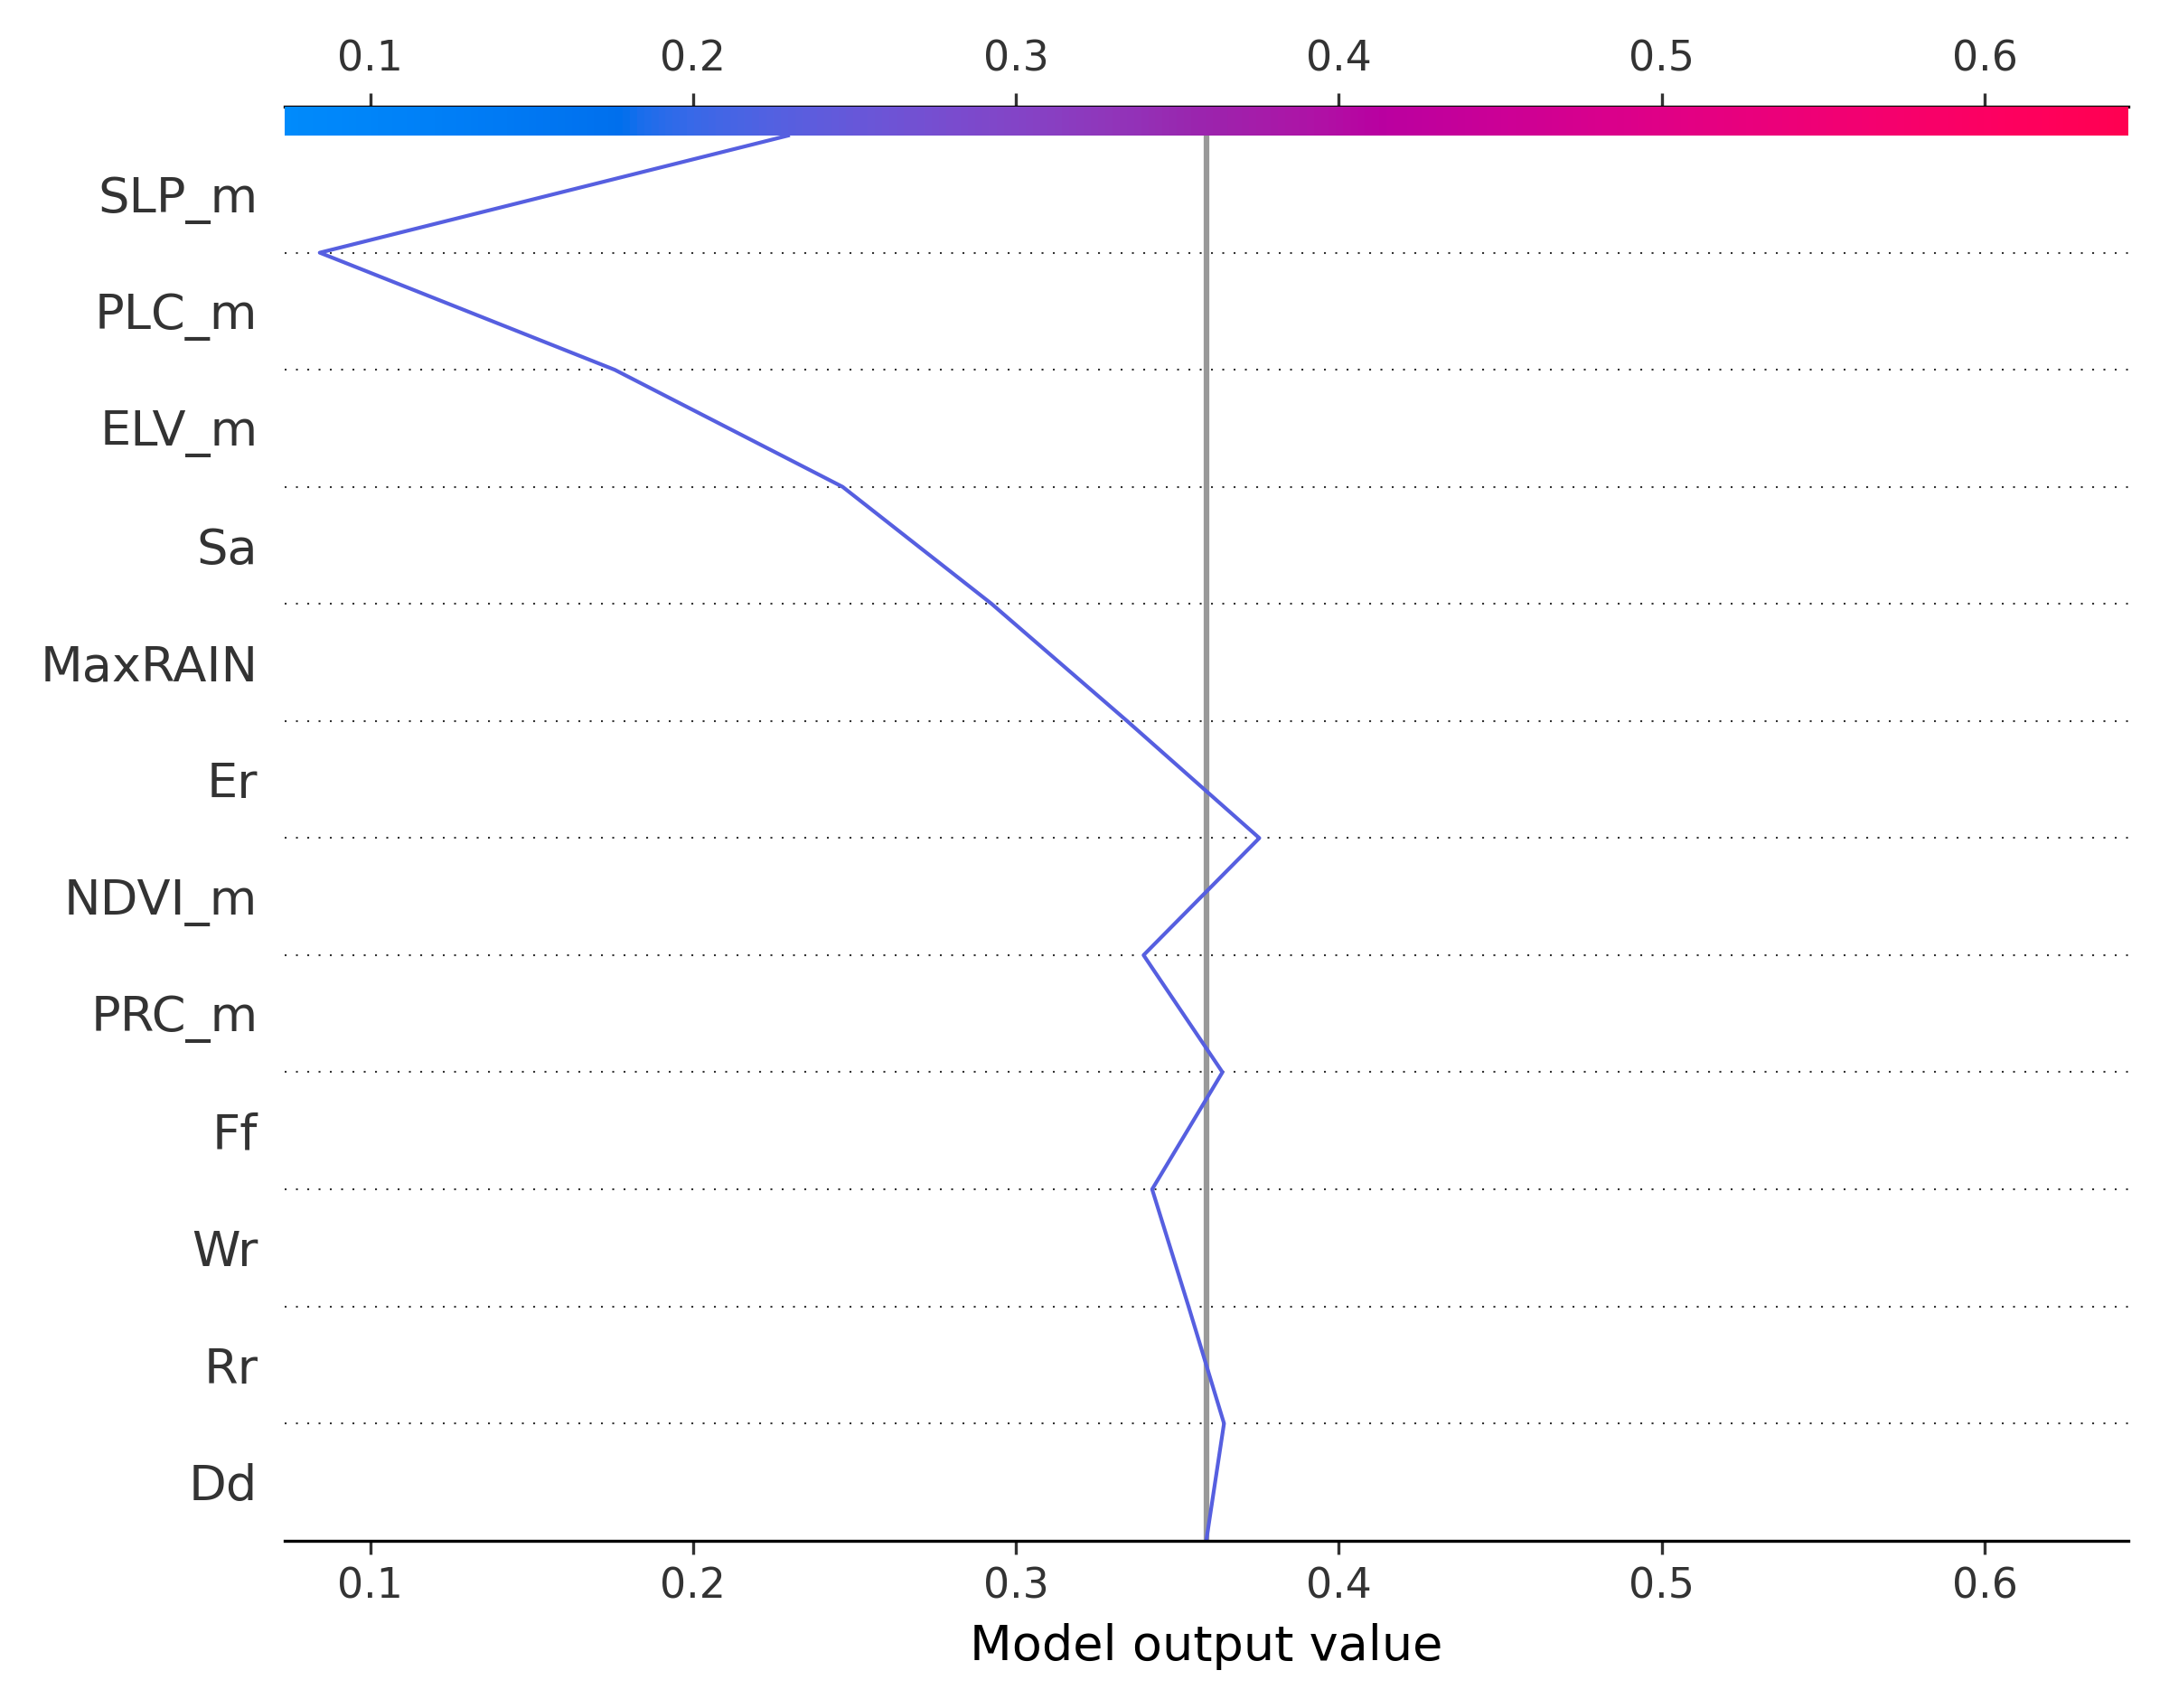 0.1 0.2 0.3 0.4 0.5 0.6
SLP_m
PLC_m
ELV_m
Sa
MaxRAIN
Er
NDVI_m
PRC_m
Ff
Wr
Rr
Dd
0.1 0.2 0.3 0.4 0.5 0.6
Model output value